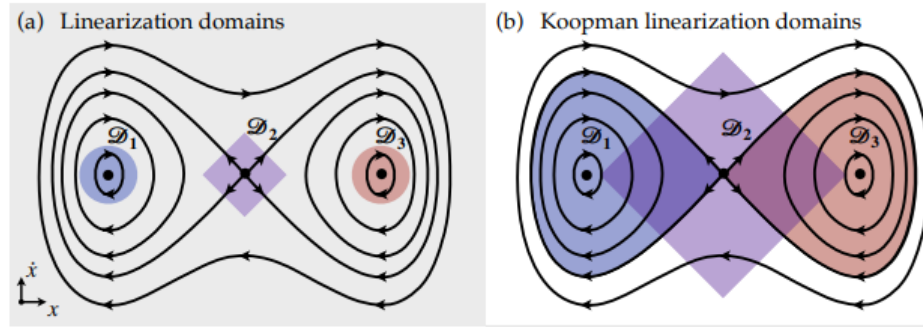 (a) Linearization domains
𝒟₁
𝒟₂
𝒟₃
ẋ
x
(b) Koopman linearization domains
𝒟₁
𝒟₂
𝒟₃